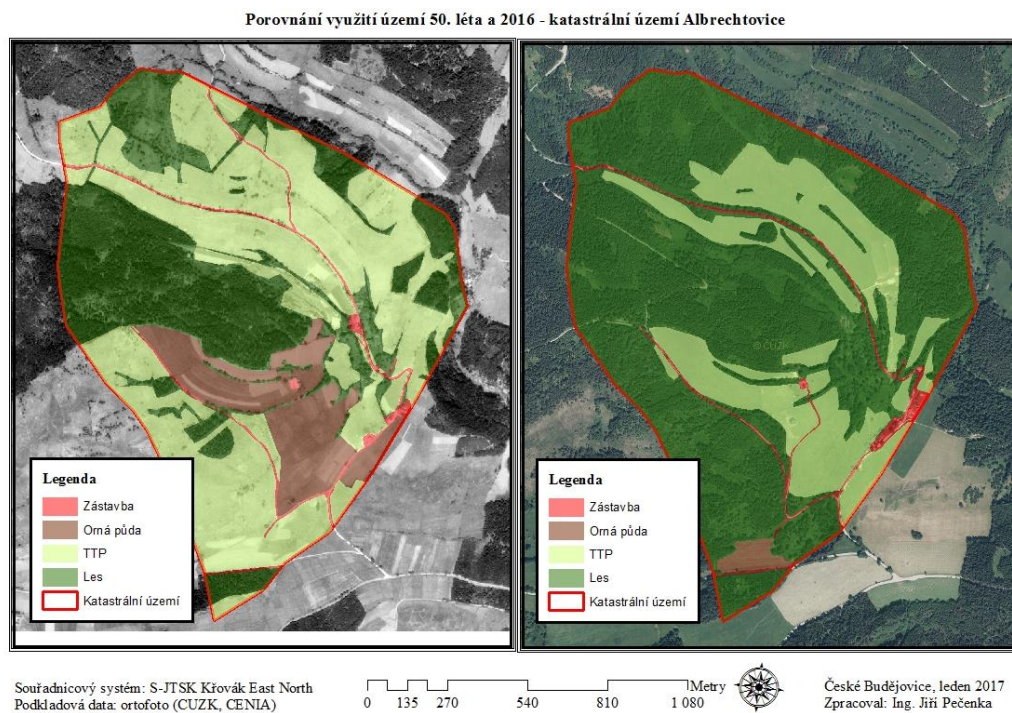 Porovnání využití území 50. léta a 2016 - katastrální území Albrechtovice
Legenda
Zástavba
Orná půda
TTP
Les
Katastrální území
© ČÚZK
Legenda
Zástavba
Orná půda
TTP
Les
Katastrální území
Souřadnicový systém: S-JTSK Křovák East North
Podkladová data: ortofoto (CUZK, CENIA)
Metry
0 135 270 540 810 1 080
České Budějovice, leden 2017
Zpracoval: Ing. Jiří Pečenka